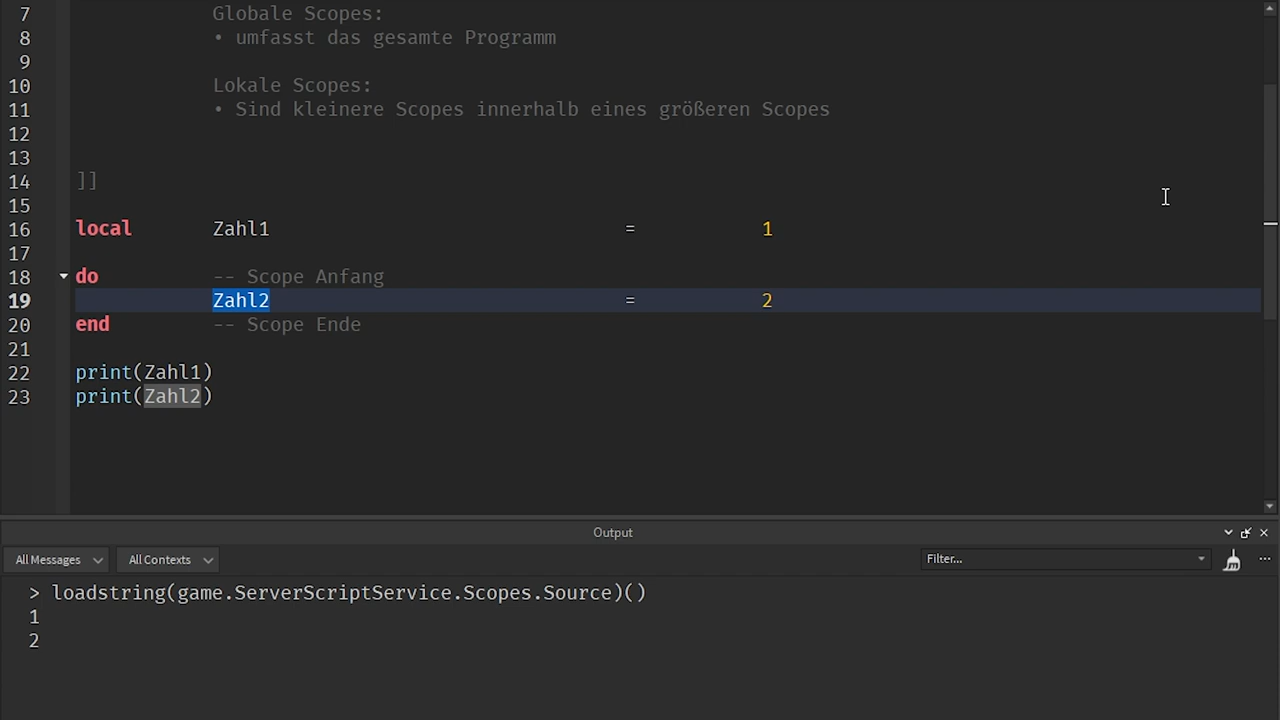 7 Globale Scopes:
8 • umfasst das gesamte Programm
9
10 Lokale Scopes:
11 • Sind kleinere Scopes innerhalb eines größeren Scopes
12
13
14 ]]
15
16 local Zahl1 = 1
17
18 do -- Scope Anfang
19 Zahl2 = 2
20 end -- Scope Ende
21
22 print(Zahl1)
23 print(Zahl2)
Output
All Messages All Contexts Filter...
> loadstring(game.ServerScriptService.Scopes.Source)()
1
2